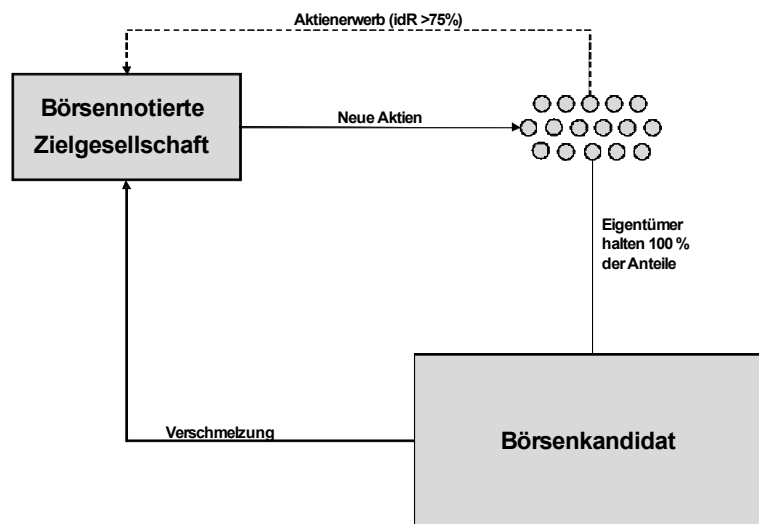 Aktienerwerb (idR >75%)
Börsennotierte
Zielgesellschaft
Neue Aktien
Eigentümer
halten 100 %
der Anteile
Verschmelzung
Börsenkandidat